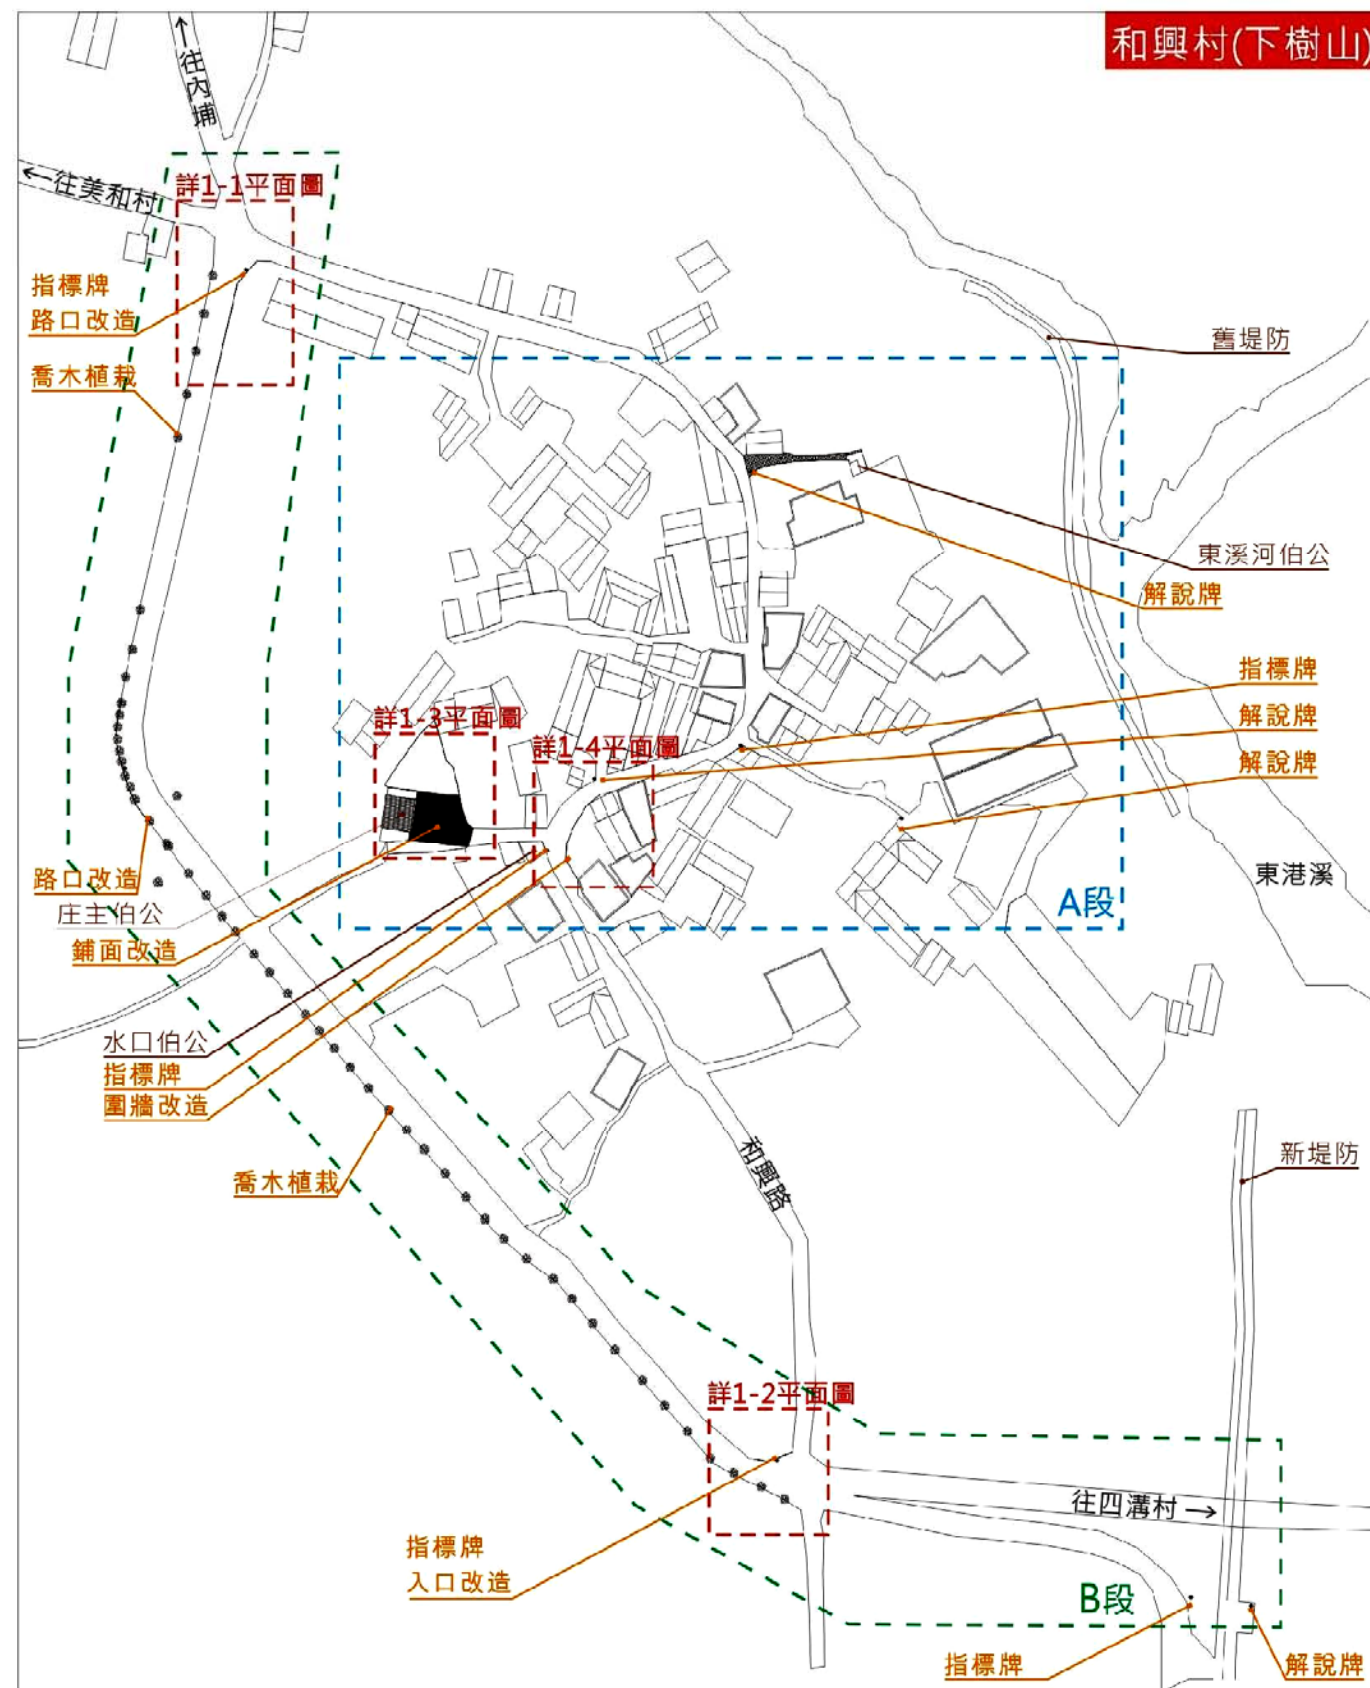 和興村(下樹山)
←往內埔
←往美和村
詳1-1平面圖
指標牌
路口改造
喬木植栽
舊堤防
東溪河伯公
解說牌
指標牌
解說牌
解說牌
詳1-3平面圖
詳1-4平面圖
路口改造
庄主伯公
鋪面改造
A段
東港溪
水口伯公
指標牌
圍牆改造
喬木植栽
和興路
新堤防
詳1-2平面圖
往四溝村→
指標牌
入口改造
B段
指標牌
解說牌